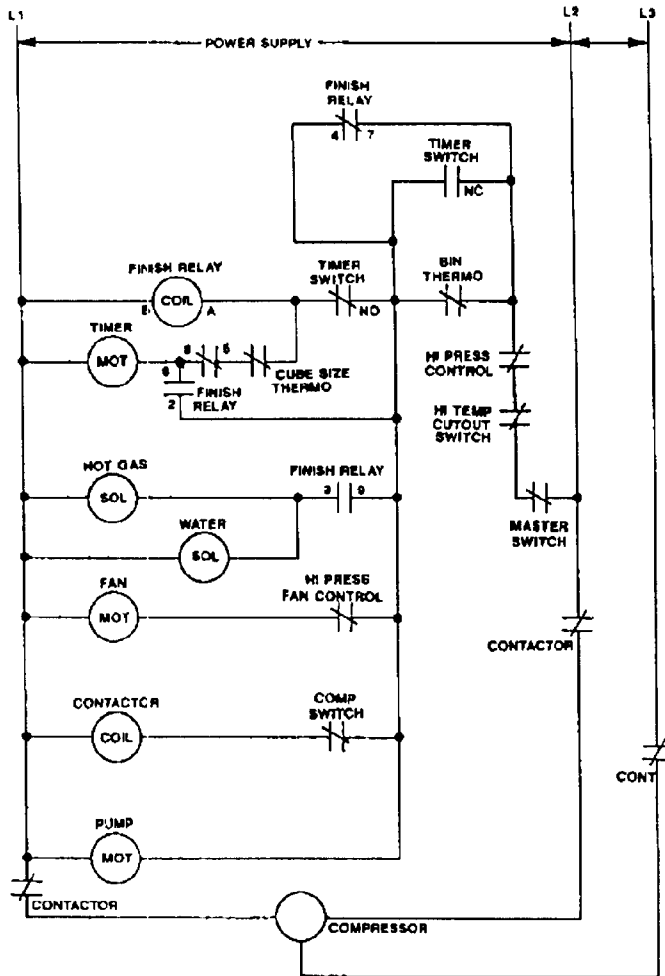 L1
L2
L3
POWER SUPPLY
FINISH
RELAY
4 7
TIMER
SWITCH
NC
FINISH RELAY
B COIL A
TIMER
SWITCH
NO
BIN
THERMO
TIMER
MOT
6
8 5
CUBE SIZE
THERMO
2
FINISH
RELAY
HI PRESS
CONTROL
HI TEMP
CUTOUT
SWITCH
HOT GAS
SOL
FINISH RELAY
3 9
MASTER
SWITCH
WATER
SOL
FAN
MOT
HI PRESS
FAN CONTROL
CONTACTOR
CONTACTOR
COIL
COMP
SWITCH
CONT
PUMP
MOT
CONTACTOR
COMPRESSOR